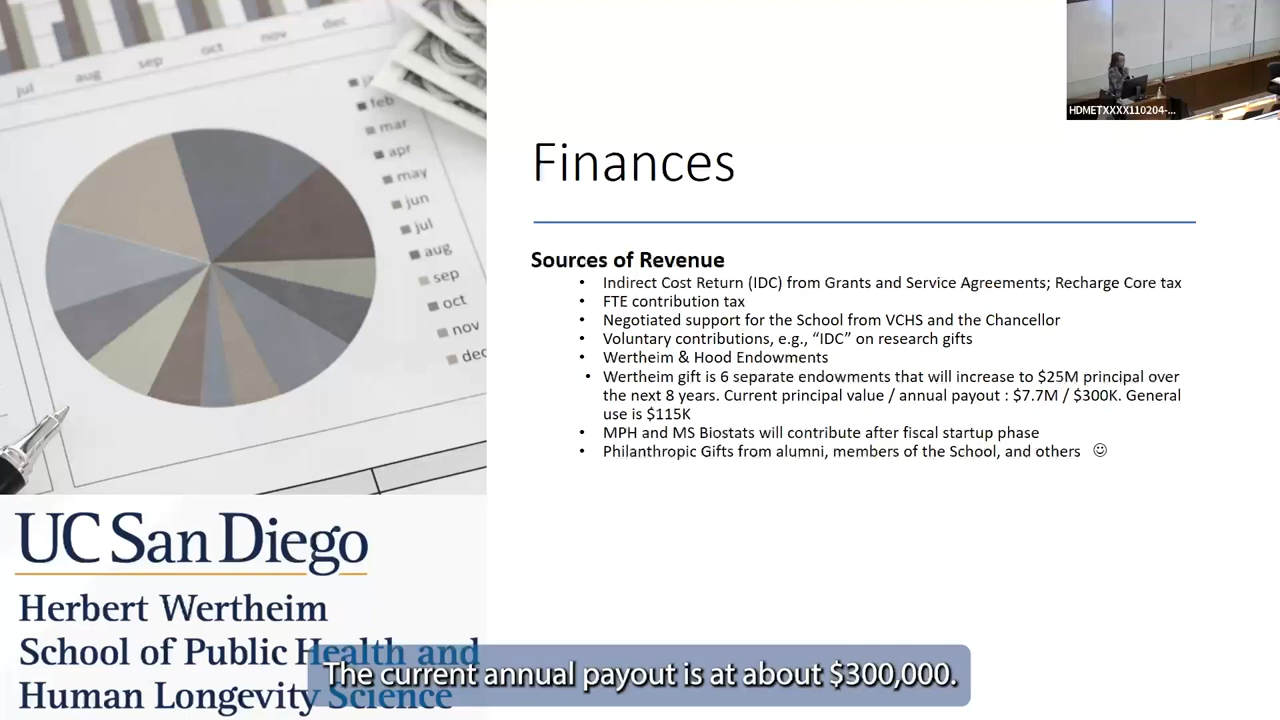 dec
nov
oct
sep
aug
jul
feb
mar
apr
may
jun
jul
aug
sep
oct
nov
dec
HDMETXXXX110204-...
Finances
Sources of Revenue
• Indirect Cost Return (IDC) from Grants and Service Agreements; Recharge Core tax
• FTE contribution tax
• Negotiated support for the School from VCHS and the Chancellor
• Voluntary contributions, e.g., “IDC” on research gifts
• Wertheim & Hood Endowments
• Wertheim gift is 6 separate endowments that will increase to $25M principal over
the next 8 years. Current principal value / annual payout : $7.7M / $300K. General
use is $115K
• MPH and MS Biostats will contribute after fiscal startup phase
• Philanthropic Gifts from alumni, members of the School, and others ☺
UC San Diego
Herbert Wertheim
School of Public Health and
Human Longevity Science
The current annual payout is at about $300,000.